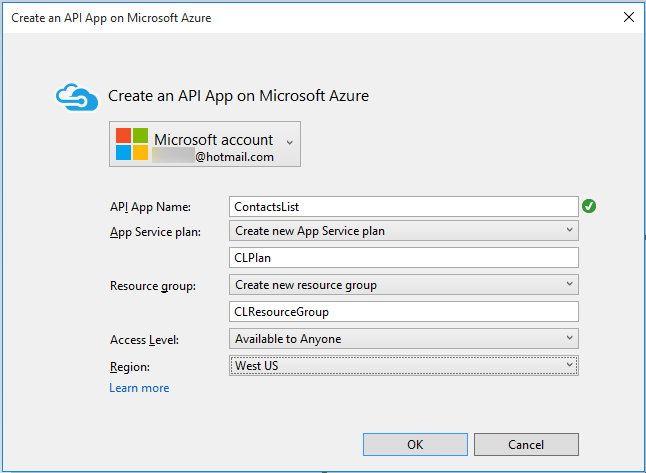 Create an API App on Microsoft Azure
Create an API App on Microsoft Azure
Microsoft account
@hotmail.com
API App Name: ContactsList
App Service plan: Create new App Service plan
CLPlan
Resource group: Create new resource group
CLResourceGroup
Access Level: Available to Anyone
Region: West US
Learn more
OK Cancel